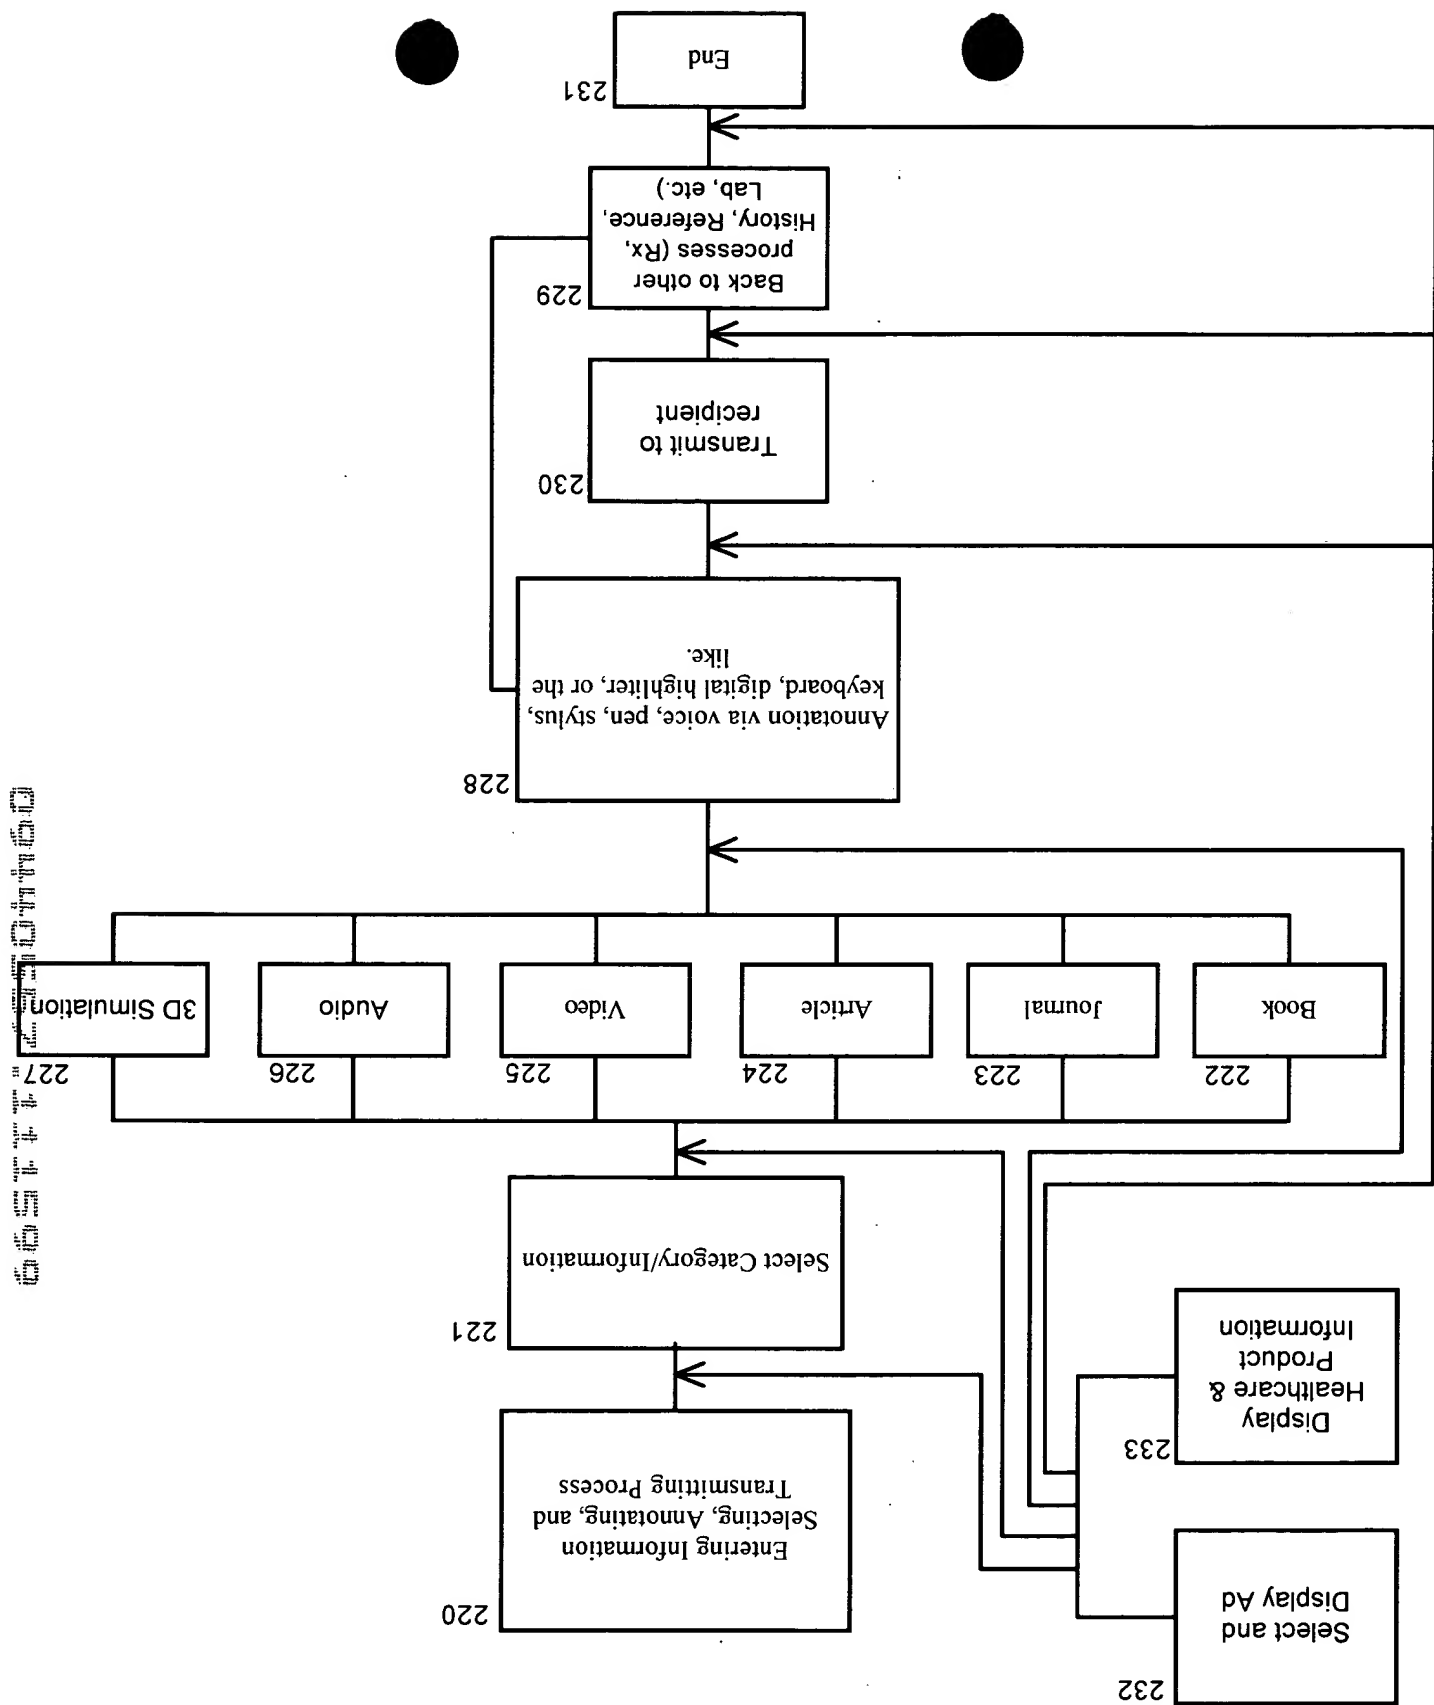 232
Select and
Display Ad
220
Entering Information
Selecting, Annotating, and
Transmitting Process
233
Display
Healthcare &
Product
Information
221
Select Category/Information
222
Book
223
Journal
224
Article
225
Video
226
Audio
227
3D Simulation
228
Annotation via voice, pen, stylus,
keyboard, digital highliter, or the
like.
230
Transmit to
recipient
229
Back to other
processes (Rx,
History, Reference,
Lab, etc.)
231
End